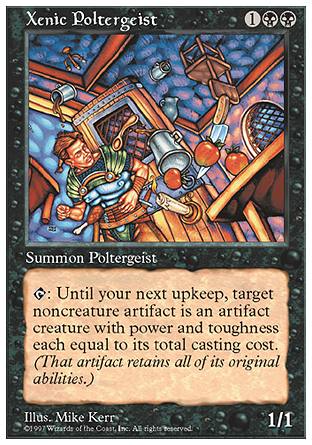 Xenic Poltergeist 1
Summon Poltergeist
: Until your next upkeep, target
noncreature artifact is an artifact
creature with power and toughness
each equal to its total casting cost.
(That artifact retains all of its original
abilities.)
Illus. Mike Kerr
©1997 Wizards of the Coast, Inc. All rights reserved.
1/1